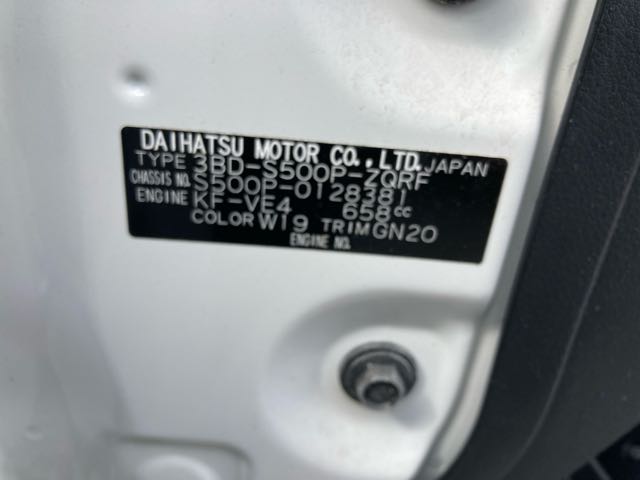 DAIHATSU MOTOR CO.,LTD. JAPAN
TYPE 3BD-S500P-ZQRF
CHASSIS NO. S500P-0128381
ENGINE KF-VE4 658cc
COLOR W19 TRIM GN20
ENGINE NO.